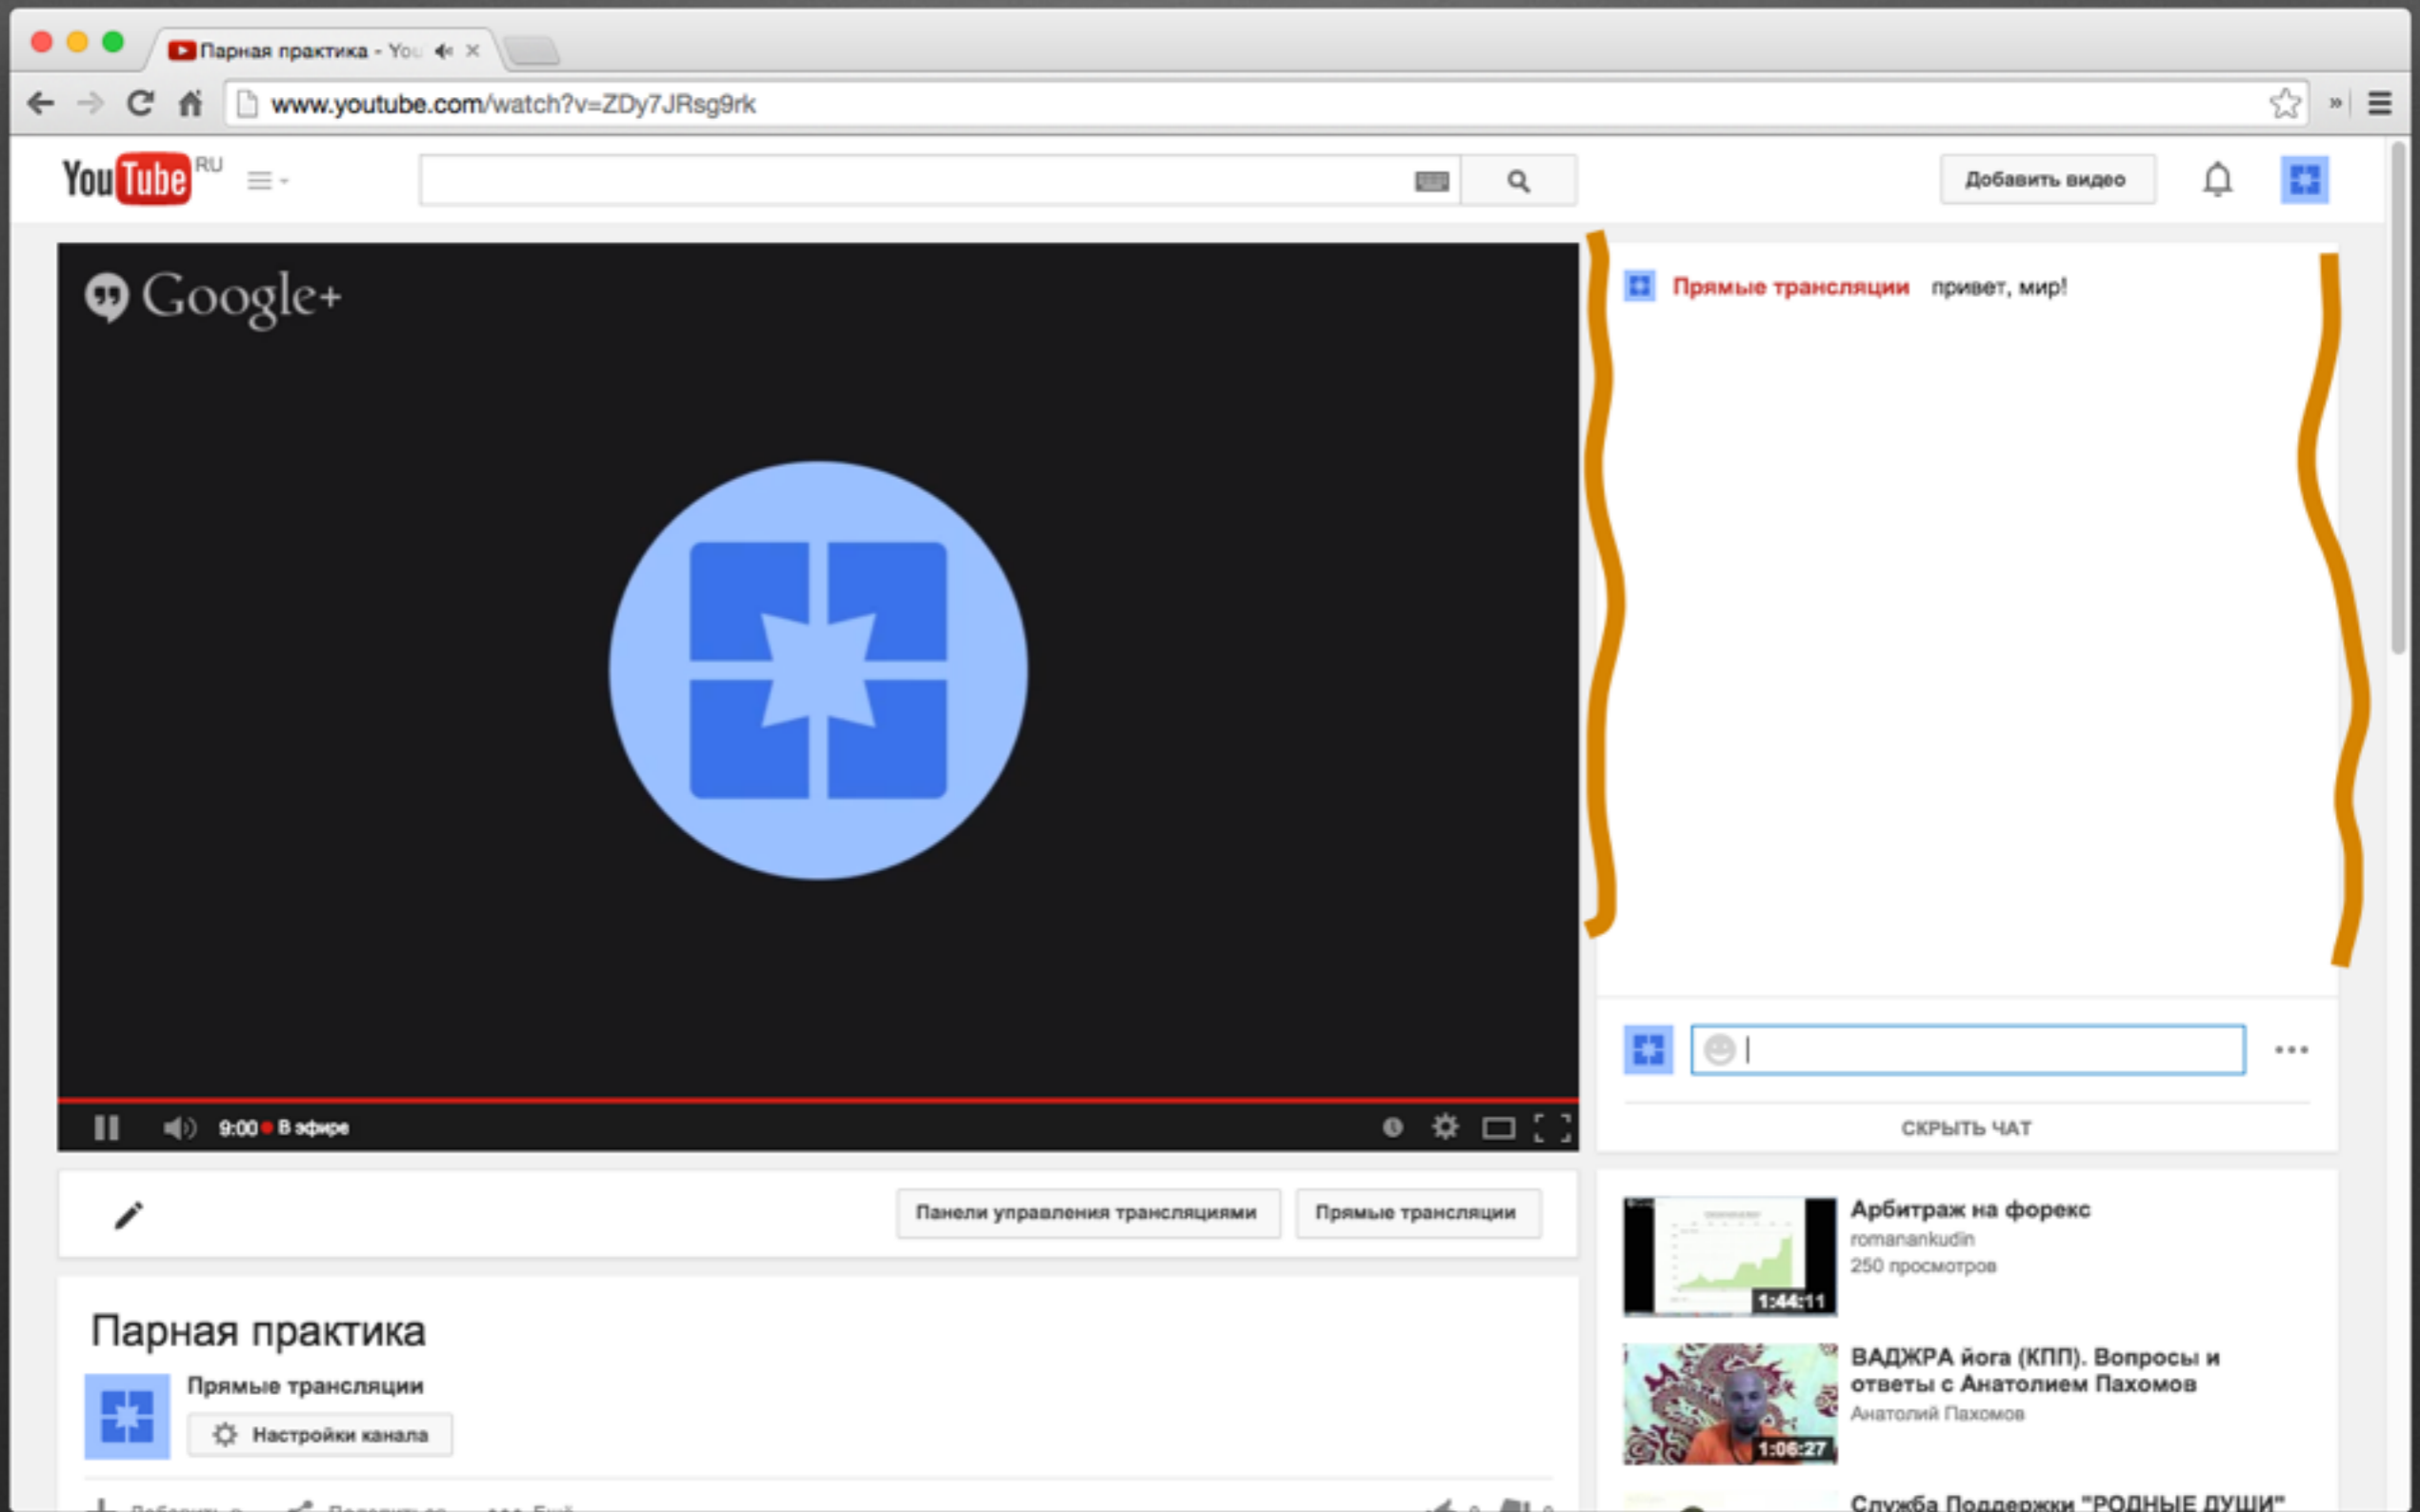 Парная практика - You
www.youtube.com/watch?v=ZDy7JRsg9rk
YouTube RU
Добавить видео
Google+
Прямые трансляции привет, мир!
9:00 В эфире
СКРЫТЬ ЧАТ
Панели управления трансляциями
Прямые трансляции
Парная практика
Прямые трансляции
Настройки канала
1:44:11
Арбитраж на форекс
romanankudin
250 просмотров
1:06:27
ВАДЖРА йога (КПП). Вопросы и
ответы с Анатолием Пахомов
Анатолий Пахомов
Служба Поддержки "РОДНЫЕ ДУШИ"